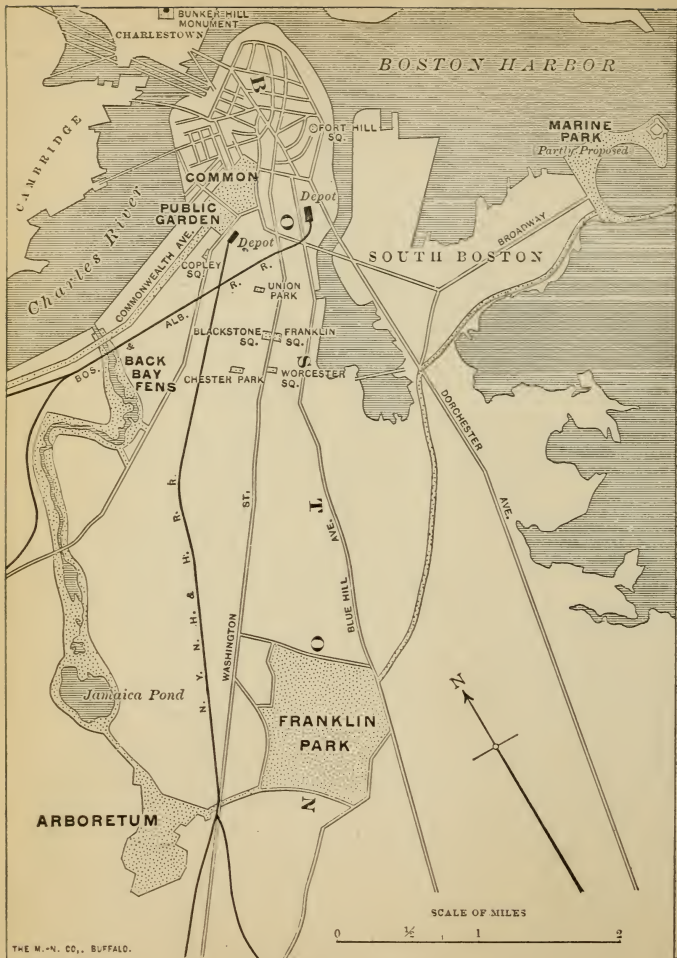 BUNKER-HILL
MONUMENT
CHARLESTOWN
BOSTON HARBOR
B
FORT HILL
SQ.
MARINE
PARK
Partly Proposed
CAMBRIDGE
COMMON
Depot
PUBLIC
GARDEN
O
BROADWAY
Charles River
COMMONWEALTH AVE.
Depot
COPLEY
SQ.
SOUTH BOSTON
BOS. & ALB. R. R.
UNION
PARK
BLACKSTONE
SQ.
FRANKLIN
SQ.
S
BACK
BAY
FENS
CHESTER PARK
WORCESTER
SQ.
DORCHESTER AVE.
T
N. Y. N. H. & H. R. R.
WASHINGTON ST.
BLUE HILL AVE.
O
Jamaica Pond
N
FRANKLIN
PARK
N
ARBORETUM
SCALE OF MILES
0 ½ 1 2
THE M.-N. CO., BUFFALO.